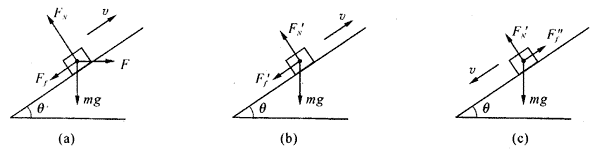 F_N v F F_f θ mg
(a)
F_N′ v F_f′ θ mg
(b)
F_N′ F_f″ v θ mg
(c)